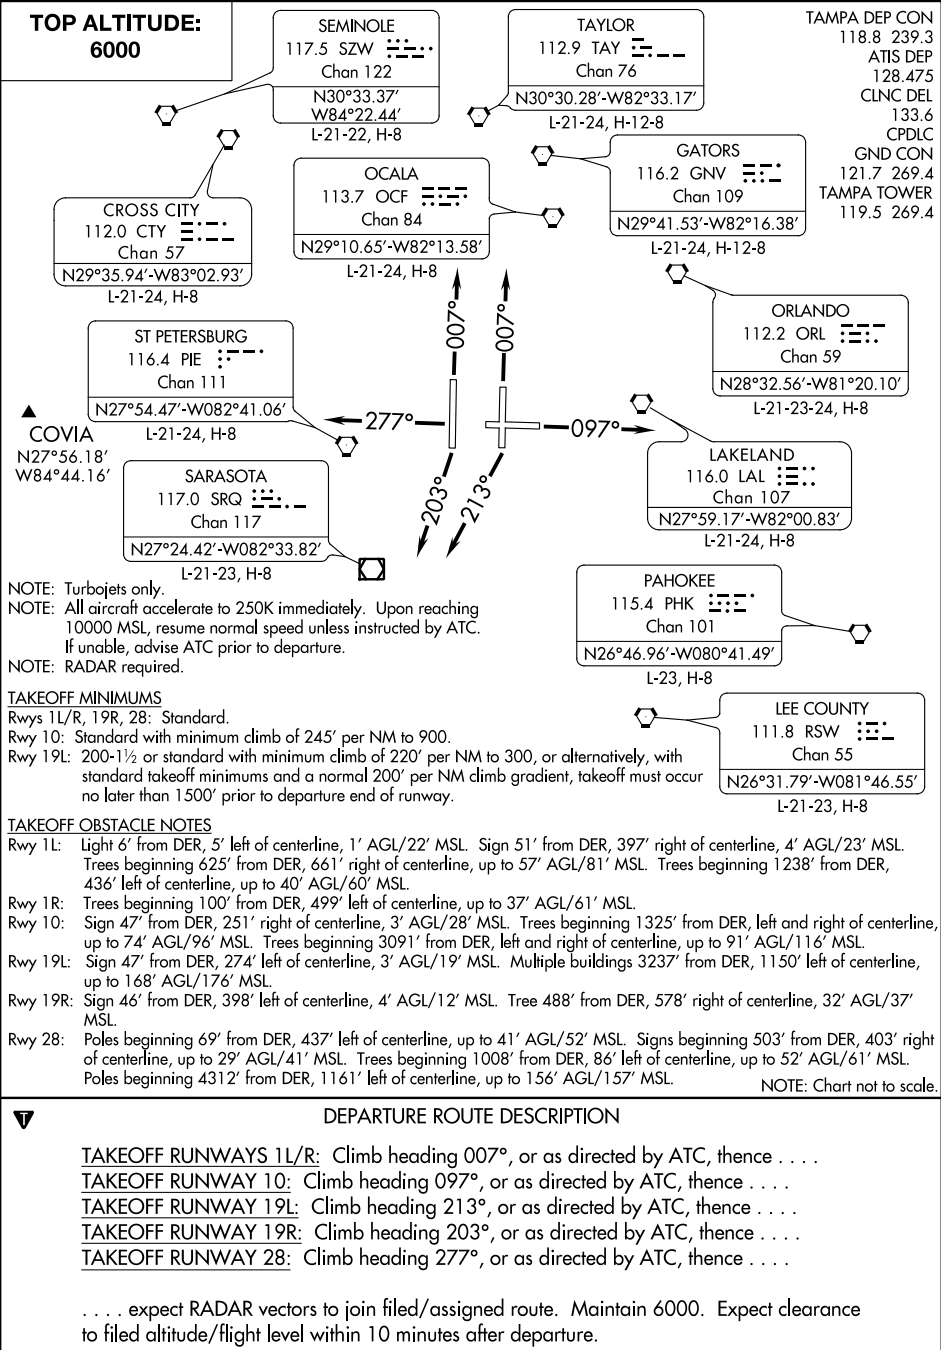 TOP ALTITUDE:
6000
SEMINOLE
117.5 SZW
Chan 122
N30°33.37′
W84°22.44′
L-21-22, H-8
TAYLOR
112.9 TAY
Chan 76
N30°30.28′-W82°33.17′
L-21-24, H-12-8
TAMPA DEP CON
118.8 239.3
ATIS DEP
128.475
CLNC DEL
133.6
CPDLC
GND CON
121.7 269.4
TAMPA TOWER
119.5 269.4
GATORS
116.2 GNV
Chan 109
N29°41.53′-W82°16.38′
L-21-24, H-12-8
OCALA
113.7 OCF
Chan 84
N29°10.65′-W82°13.58′
L-21-24, H-8
CROSS CITY
112.0 CTY
Chan 57
N29°35.94′-W83°02.93′
L-21-24, H-8
ORLANDO
112.2 ORL
Chan 59
N28°32.56′-W81°20.10′
L-21-23-24, H-8
ST PETERSBURG
116.4 PIE
Chan 111
N27°54.47′-W082°41.06′
L-21-24, H-8
007°
007°
277°
097°
203°
213°
COVIA
N27°56.18′
W84°44.16′
LAKELAND
116.0 LAL
Chan 107
N27°59.17′-W82°00.83′
L-21-24, H-8
SARASOTA
117.0 SRQ
Chan 117
N27°24.42′-W082°33.82′
L-21-23, H-8
PAHOKEE
115.4 PHK
Chan 101
N26°46.96′-W080°41.49′
L-23, H-8
LEE COUNTY
111.8 RSW
Chan 55
N26°31.79′-W081°46.55′
L-21-23, H-8
NOTE: Turbojets only.
NOTE: All aircraft accelerate to 250K immediately. Upon reaching
10000 MSL, resume normal speed unless instructed by ATC.
If unable, advise ATC prior to departure.
NOTE: RADAR required.
TAKEOFF MINIMUMS
Rwys 1L/R, 19R, 28: Standard.
Rwy 10: Standard with minimum climb of 245′ per NM to 900.
Rwy 19L: 200-1½ or standard with minimum climb of 220′ per NM to 300, or alternatively, with
standard takeoff minimums and a normal 200′ per NM climb gradient, takeoff must occur
no later than 1500′ prior to departure end of runway.
TAKEOFF OBSTACLE NOTES
Rwy 1L: Light 6′ from DER, 5′ left of centerline, 1′ AGL/22′ MSL. Sign 51′ from DER, 397′ right of centerline, 4′ AGL/23′ MSL.
Trees beginning 625′ from DER, 661′ right of centerline, up to 57′ AGL/81′ MSL. Trees beginning 1238′ from DER,
436′ left of centerline, up to 40′ AGL/60′ MSL.
Rwy 1R: Trees beginning 100′ from DER, 499′ left of centerline, up to 37′ AGL/61′ MSL.
Rwy 10: Sign 47′ from DER, 251′ right of centerline, 3′ AGL/28′ MSL. Trees beginning 1325′ from DER, left and right of centerline,
up to 74′ AGL/96′ MSL. Trees beginning 3091′ from DER, left and right of centerline, up to 91′ AGL/116′ MSL.
Rwy 19L: Sign 47′ from DER, 274′ left of centerline, 3′ AGL/19′ MSL. Multiple buildings 3237′ from DER, 1150′ left of centerline,
up to 168′ AGL/176′ MSL.
Rwy 19R: Sign 46′ from DER, 398′ left of centerline, 4′ AGL/12′ MSL. Tree 488′ from DER, 578′ right of centerline, 32′ AGL/37′
MSL.
Rwy 28: Poles beginning 69′ from DER, 437′ left of centerline, up to 41′ AGL/52′ MSL. Signs beginning 503′ from DER, 403′ right
of centerline, up to 29′ AGL/41′ MSL. Trees beginning 1008′ from DER, 86′ left of centerline, up to 52′ AGL/61′ MSL.
Poles beginning 4312′ from DER, 1161′ left of centerline, up to 156′ AGL/157′ MSL.
NOTE: Chart not to scale.
T
DEPARTURE ROUTE DESCRIPTION
TAKEOFF RUNWAYS 1L/R: Climb heading 007°, or as directed by ATC, thence . . . .
TAKEOFF RUNWAY 10: Climb heading 097°, or as directed by ATC, thence . . . .
TAKEOFF RUNWAY 19L: Climb heading 213°, or as directed by ATC, thence . . . .
TAKEOFF RUNWAY 19R: Climb heading 203°, or as directed by ATC, thence . . . .
TAKEOFF RUNWAY 28: Climb heading 277°, or as directed by ATC, thence . . . .
. . . . expect RADAR vectors to join filed/assigned route. Maintain 6000. Expect clearance
to filed altitude/flight level within 10 minutes after departure.